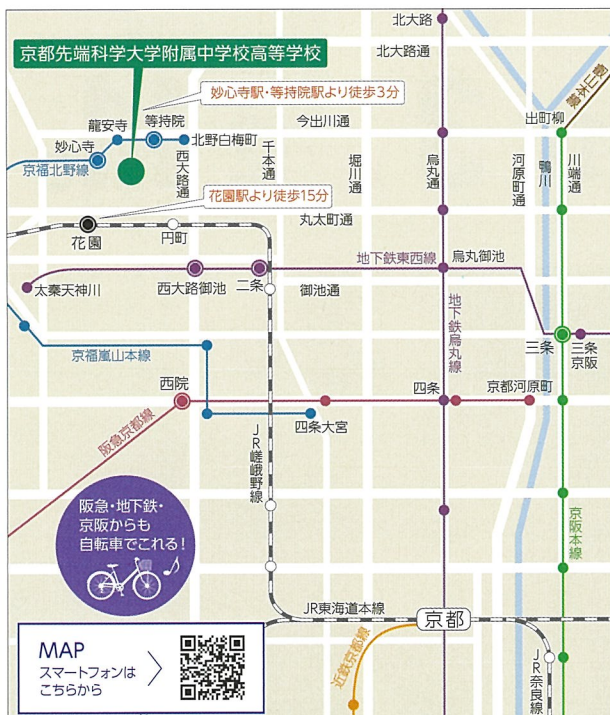 北大路
北大路通
京都先端科学大学附属中学校高等学校
叡山本線
妙心寺駅・等持院駅より徒歩3分
等持院
今出川通
出町柳
龍安寺
妙心寺
北野白梅町
京福北野線
西大路通
千本通
堀川通
烏丸通
河原町通
鴨川
川端通
花園駅より徒歩15分
丸太町通
花園
円町
地下鉄東西線
烏丸御池
太秦天神川
西大路御池
二条
御池通
地下鉄烏丸線
京福嵐山本線
三条
三条京阪
西院
四条
京都河原町
四条大宮
阪急京都線
JR嵯峨野線
阪急・地下鉄・
京阪からも
自転車でこれる!
京阪本線
JR東海道本線
京都
MAP
スマートフォンは
こちらから
近鉄京都線
JR奈良線